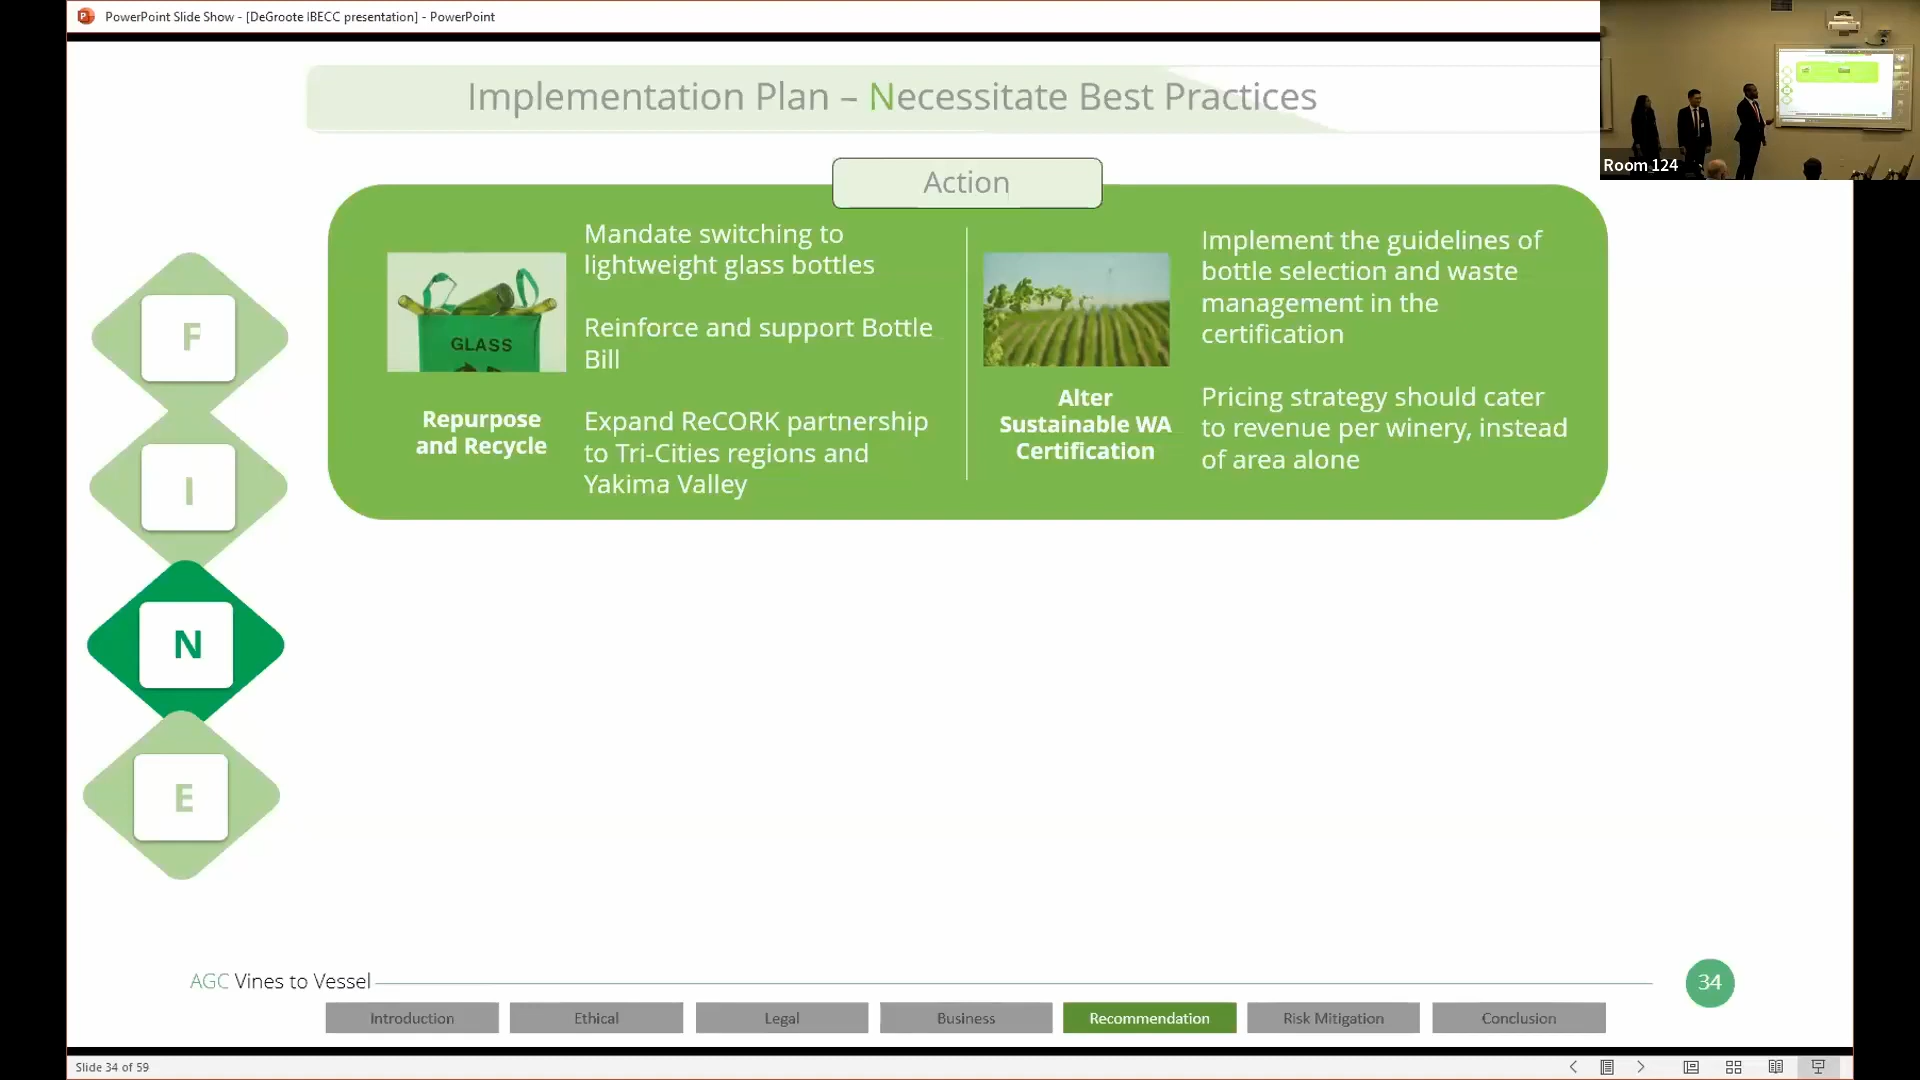 PowerPoint Slide Show - [DeGroote IBECC presentation] - PowerPoint
Room 124
Implementation Plan – Necessitate Best Practices
Action
F
I
N
E
GLASS
Repurpose
and Recycle
Mandate switching to
lightweight glass bottles
Reinforce and support Bottle
Bill
Expand ReCORK partnership
to Tri-Cities regions and
Yakima Valley
Alter
Sustainable WA
Certification
Implement the guidelines of
bottle selection and waste
management in the
certification
Pricing strategy should cater
to revenue per winery, instead
of area alone
AGC Vines to Vessel
34
Introduction
Ethical
Legal
Business
Recommendation
Risk Mitigation
Conclusion
Slide 34 of 59